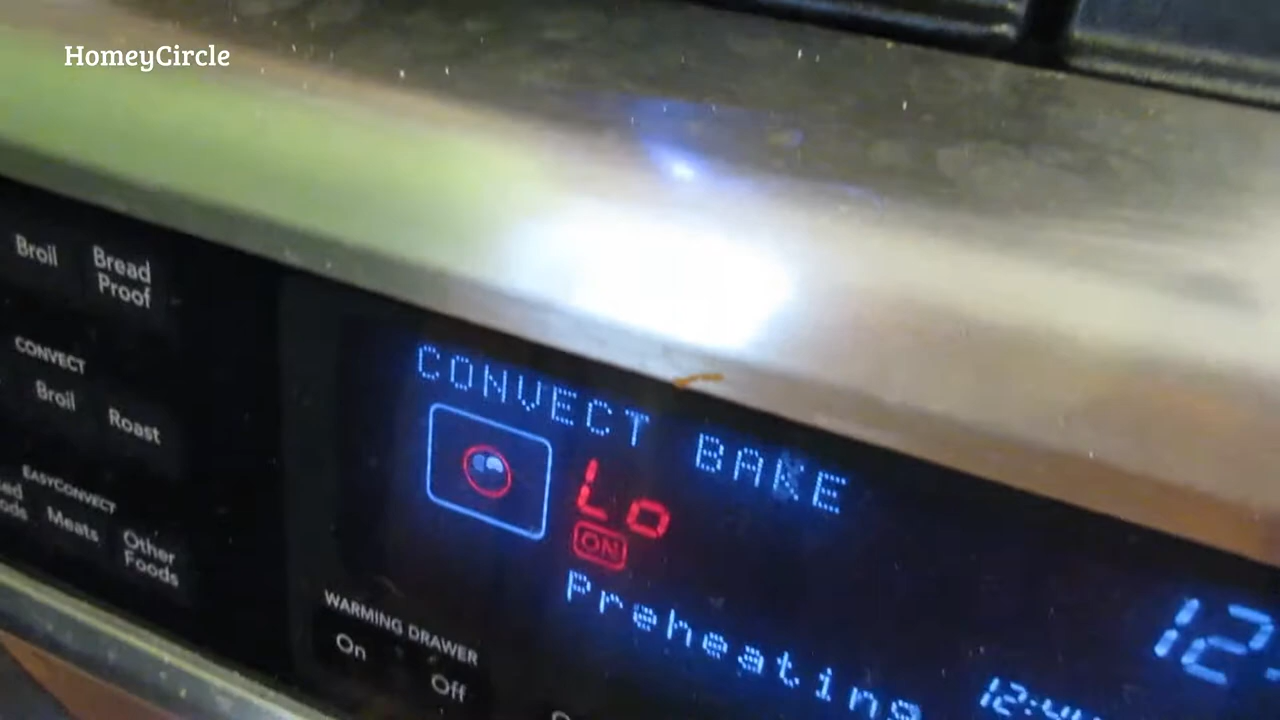 HomeyCircle
Broil
Bread
Proof
CONVECT
Broil
Roast
EASYCONVECT
Meats
Other
Foods
CONVECT BAKE
Lo
ON
Preheating
WARMING DRAWER
On
Off